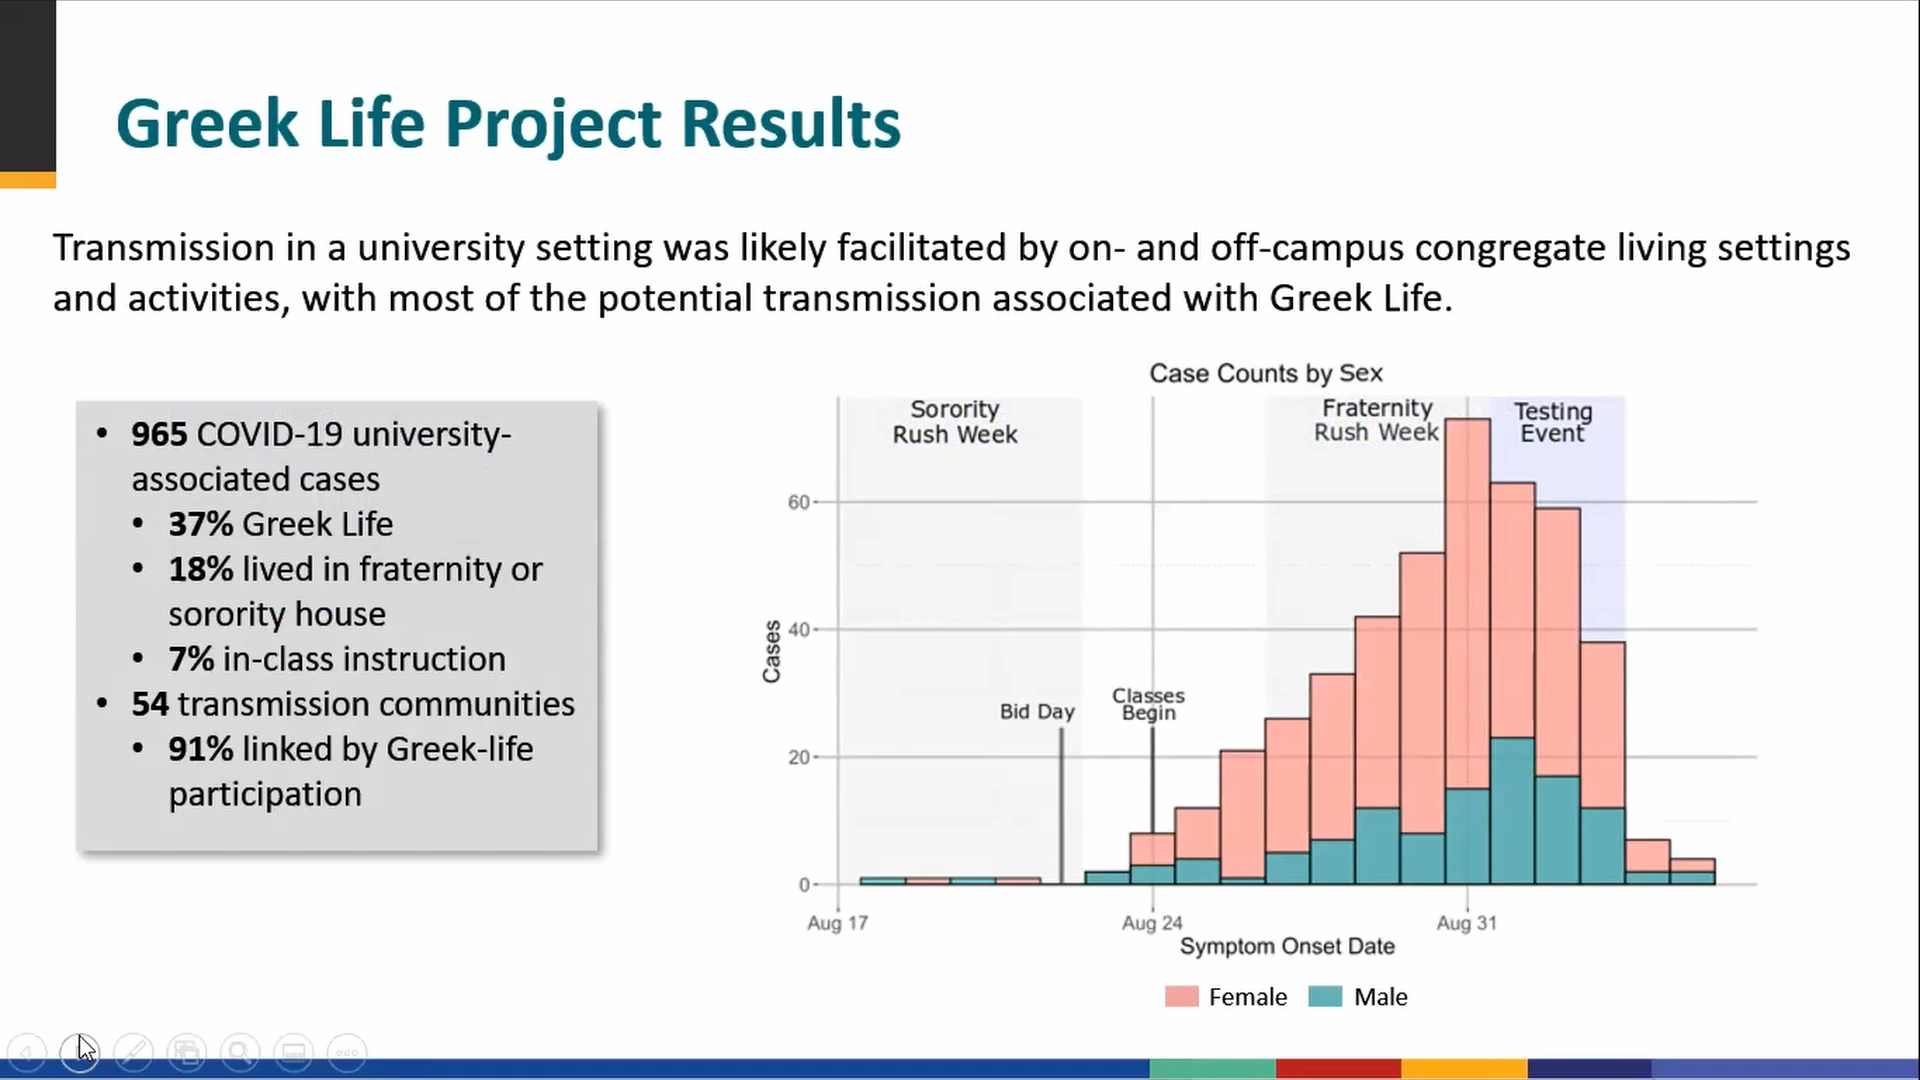 Greek Life Project Results
Transmission in a university setting was likely facilitated by on- and off-campus congregate living settings
and activities, with most of the potential transmission associated with Greek Life.
• 965 COVID-19 university-
associated cases
• 37% Greek Life
• 18% lived in fraternity or
sorority house
• 7% in-class instruction
• 54 transmission communities
• 91% linked by Greek-life
participation
Case Counts by Sex
Sorority
Rush Week
Fraternity
Rush Week
Testing
Event
60
40
20
0
Cases
Bid Day
Classes
Begin
Aug 17
Aug 24
Aug 31
Symptom Onset Date
Female
Male